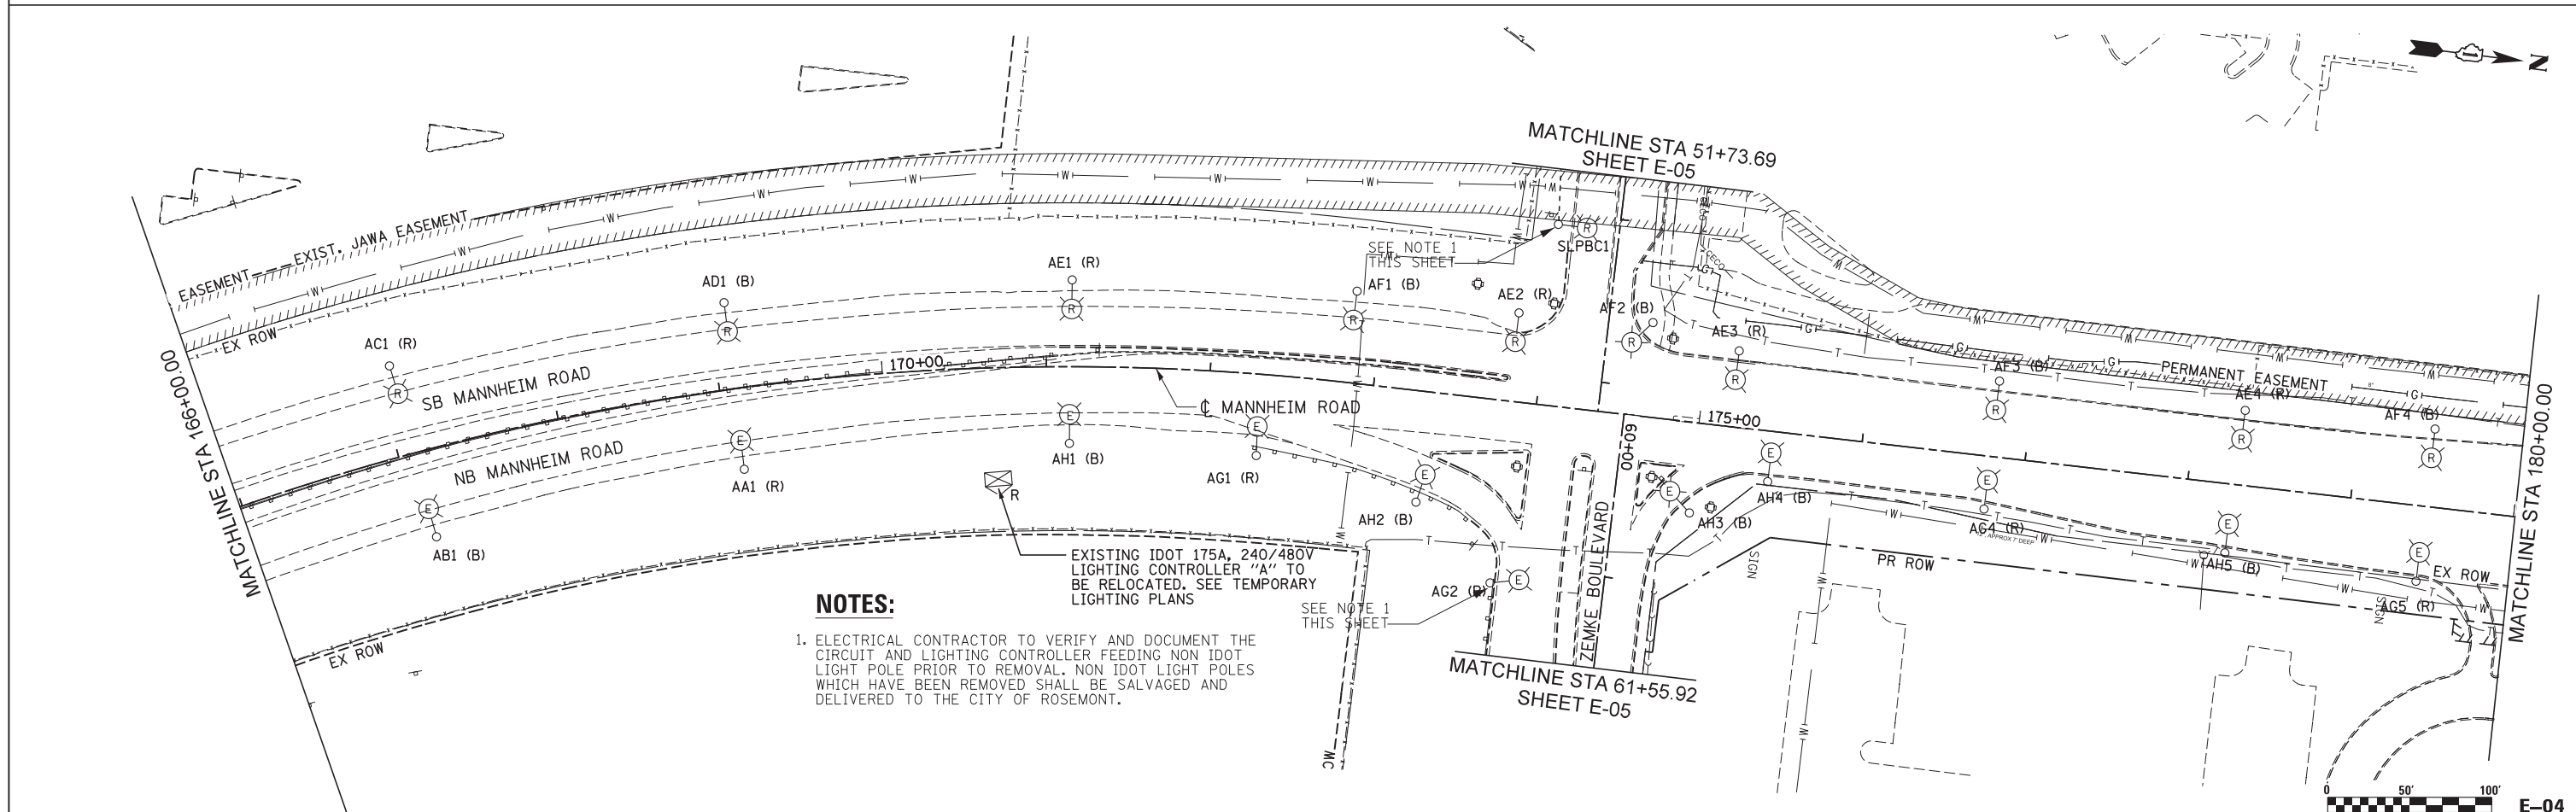 N
MATCHLINE STA 51+73.69
SHEET E-05
EASEMENT
EXIST. JAWA EASEMENT
EX ROW
SEE NOTE 1
THIS SHEET
SLPBC1
R
AC1 (R)
R
AD1 (B)
R
AE1 (R)
R
AF1 (B)
R
AE2 (R)
R
AF2 (B)
R
AE3 (R)
R
AF3 (B)
R
AE4 (R)
R
AF4 (B)
R
PERMANENT EASEMENT
MATCHLINE STA 166+00.00
SB MANNHEIM ROAD
170+00
℄ MANNHEIM ROAD
175+00
60+00
NB MANNHEIM ROAD
MATCHLINE STA 180+00.00
E
AB1 (B)
E
AA1 (R)
E
AH1 (B)
E
AG1 (R)
E
AH2 (B)
E
AG2 (R)
E
AH3 (B)
E
AH4 (B)
E
AG4 (R)
APPROX 7' DEEP
E
AH5 (B)
E
AG5 (R)
R
EXISTING IDOT 175A, 240/480V
LIGHTING CONTROLLER "A" TO
BE RELOCATED. SEE TEMPORARY
LIGHTING PLANS
SEE NOTE 1
THIS SHEET
ZEMKE BOULEVARD
SIGN
PR ROW
EX ROW
SIGN
EX ROW
MATCHLINE STA 61+55.92
SHEET E-05
MC
NOTES:
1. ELECTRICAL CONTRACTOR TO VERIFY AND DOCUMENT THE
CIRCUIT AND LIGHTING CONTROLLER FEEDING NON IDOT
LIGHT POLE PRIOR TO REMOVAL. NON IDOT LIGHT POLES
WHICH HAVE BEEN REMOVED SHALL BE SALVAGED AND
DELIVERED TO THE CITY OF ROSEMONT.
0 50' 100'
E-04